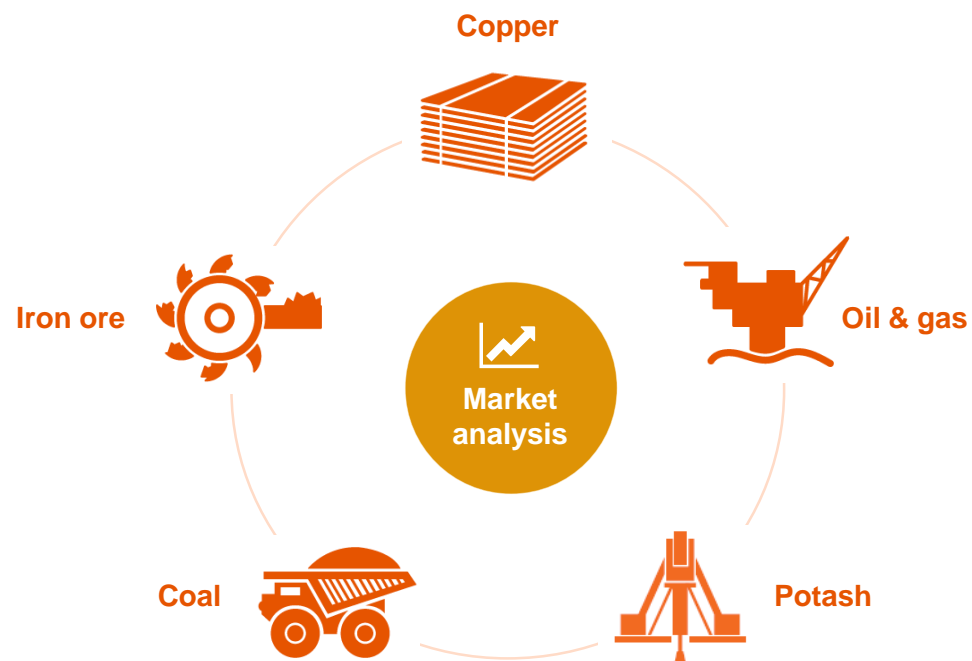 Copper
Iron ore
Oil & gas
Market
analysis
Coal
Potash